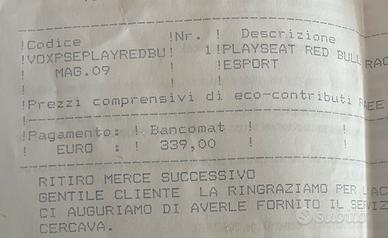 !Codice !Nr. ! Descrizione
!VOXPSEPLAYREDBU! 1!PLAYSEAT RED BULL RAC
! MAG.09 ! !ESPORT
!Prezzi comprensivi di eco-contributi RAEE
!Pagamento: ! Bancomat ! !
! EURO : ! 339,00 ! !
RITIRO MERCE SUCCESSIVO
GENTILE CLIENTE LA RINGRAZIAMO PER L'AC
CI AUGURIAMO DI AVERLE FORNITO IL SERVIZ
CERCAVA.
subito